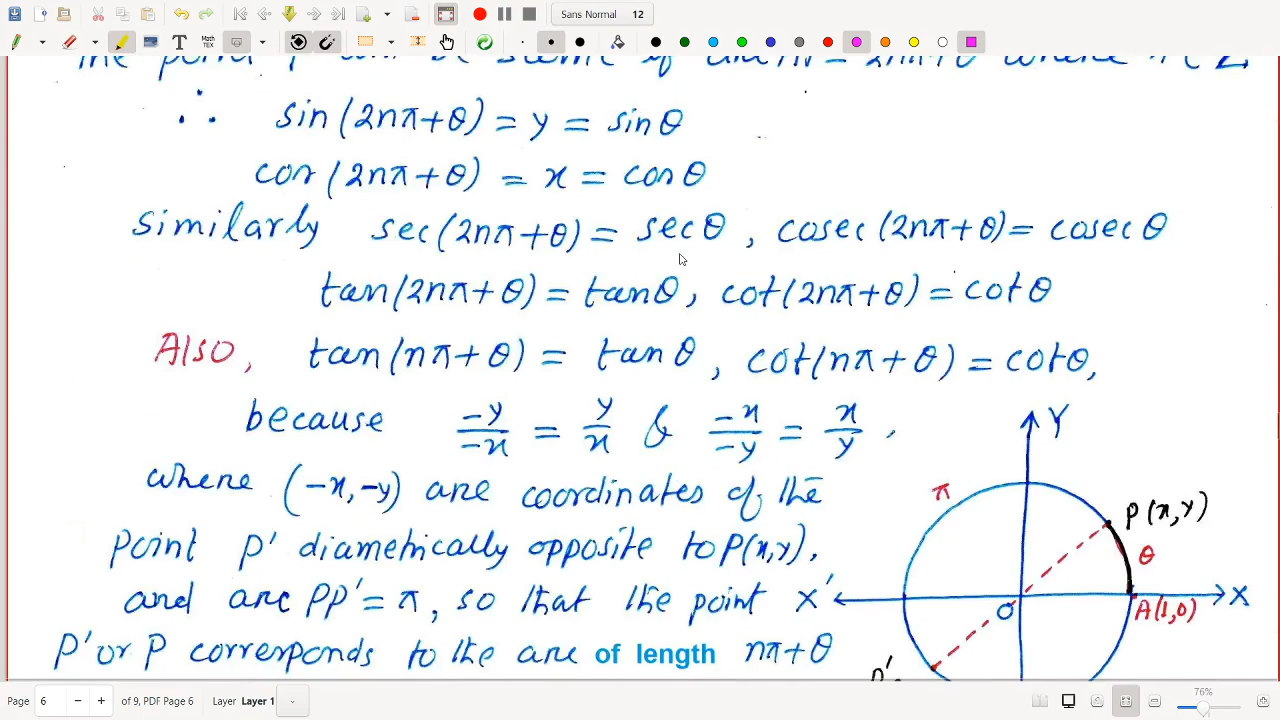 Sans Normal 12
MATH TEX
∴ sin(2nπ+θ) = y = sinθ
cos(2nπ+θ) = x = cosθ
Similarly sec(2nπ+θ) = secθ, cosec(2nπ+θ) = cosecθ
tan(2nπ+θ) = tanθ, cot(2nπ+θ) = cotθ
Also, tan(nπ+θ) = tanθ, cot(nπ+θ) = cotθ,
because -y/-x = y/x & -x/-y = x/y,
where (-x,-y) are coordinates of the
point P' diametrically opposite to P(x,y),
and arc PP' = π, so that the point
P' or P corresponds to the arc of length nπ+θ
Y
π
P(x,y)
θ
X'
X
O
A(1,0)
P'
Page 6 of 9, PDF Page 6 Layer Layer 1
76%